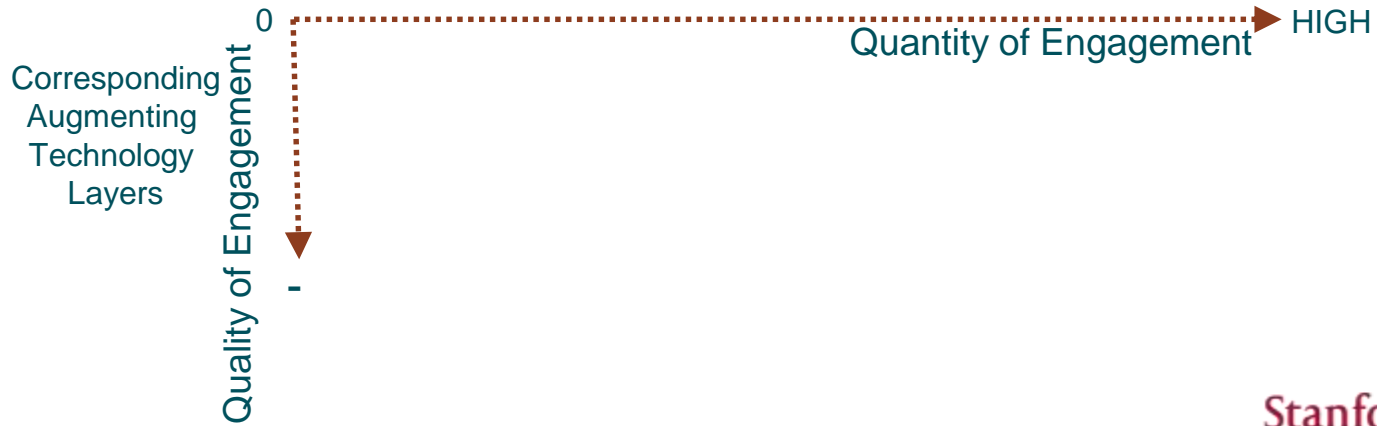 0
HIGH
Quantity of Engagement
Corresponding
Augmenting
Technology
Layers
Quality of Engagement
-